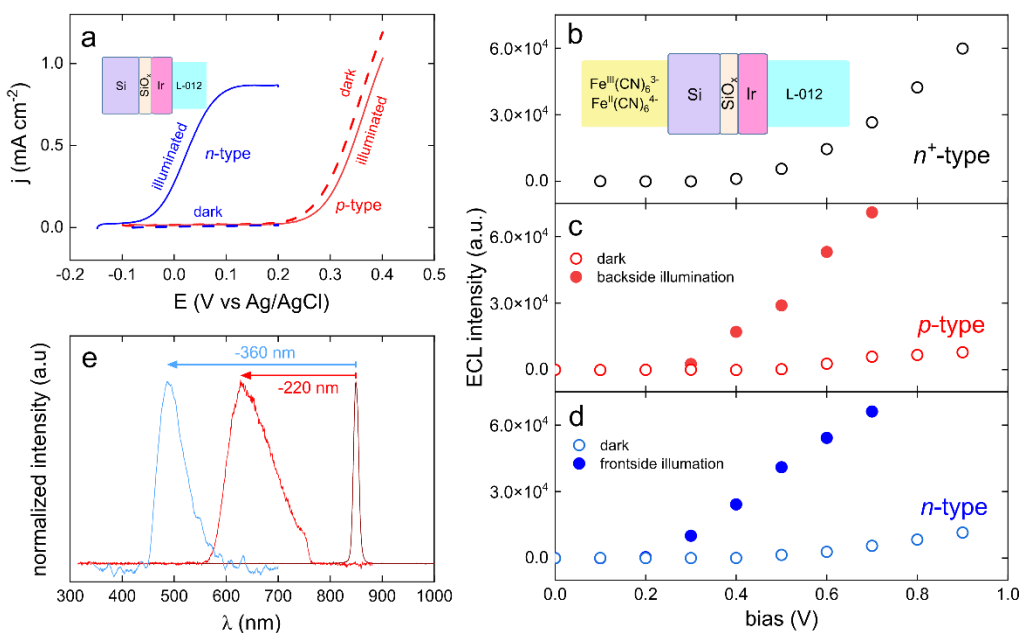 a
j (mA cm⁻²)
1.0
0.5
0.0
Si
SiOₓ
Ir
L-012
illuminated
n-type
dark
dark
illuminated
p-type
-0.2 -0.1 0.0 0.1 0.2 0.3 0.4 0.5
E (V vs Ag/AgCl)
b
6.0×10⁴
3.0×10⁴
0.0
Feᴵᴵᴵ(CN)₆³⁻
Feᴵᴵ(CN)₆⁴⁻
Si
SiOₓ
Ir
L-012
n⁺-type
c
6.0×10⁴
3.0×10⁴
0.0
dark
backside illumination
p-type
ECL intensity (a.u.)
d
6.0×10⁴
3.0×10⁴
0.0
dark
frontside illumation
n-type
0.0 0.2 0.4 0.6 0.8 1.0
bias (V)
e
normalized intensity (a.u)
-360 nm
-220 nm
300 400 500 600 700 800 900 1000
λ (nm)